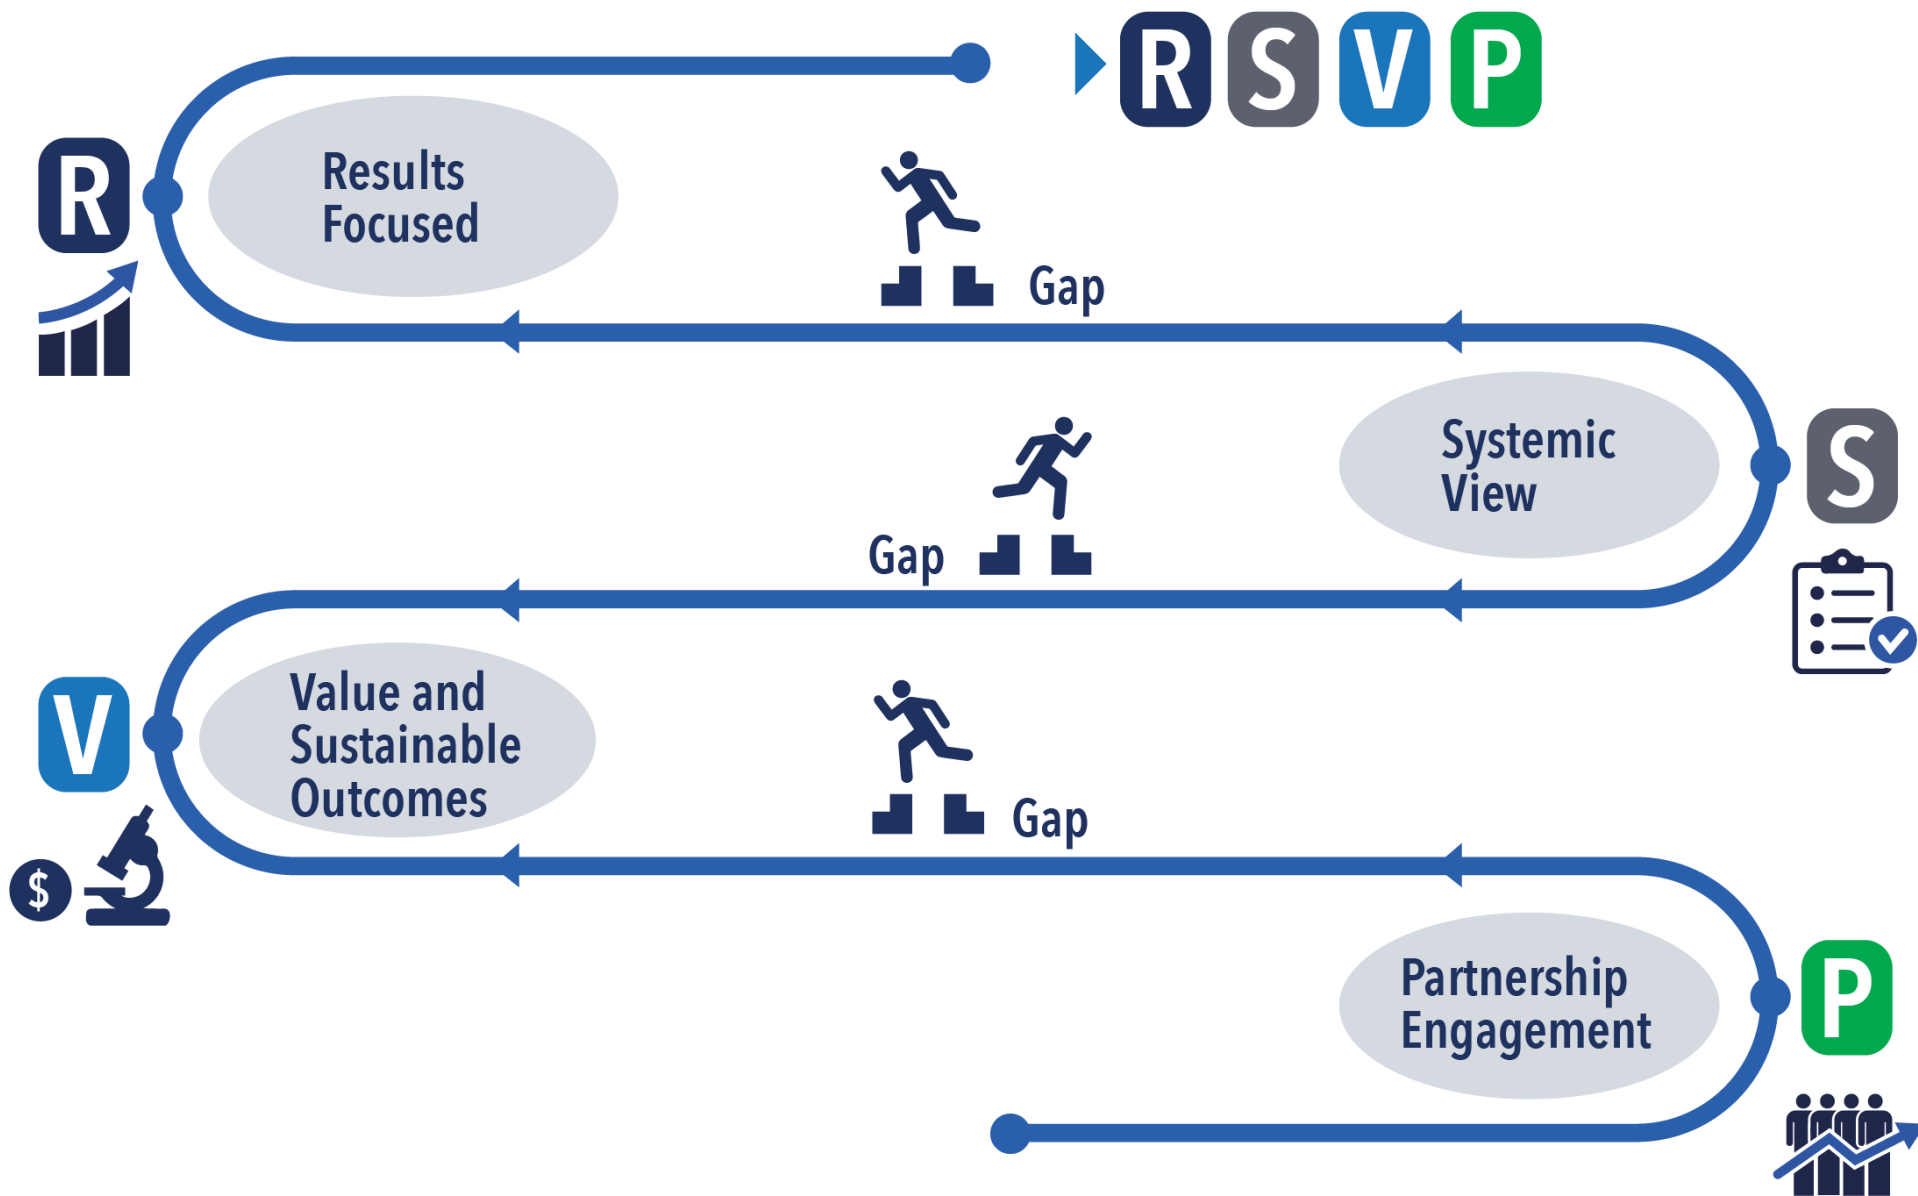 R S V P
R
Results
Focused
Gap
Systemic
View
S
Gap
V
Value and
Sustainable
Outcomes
$
Gap
Partnership
Engagement
P